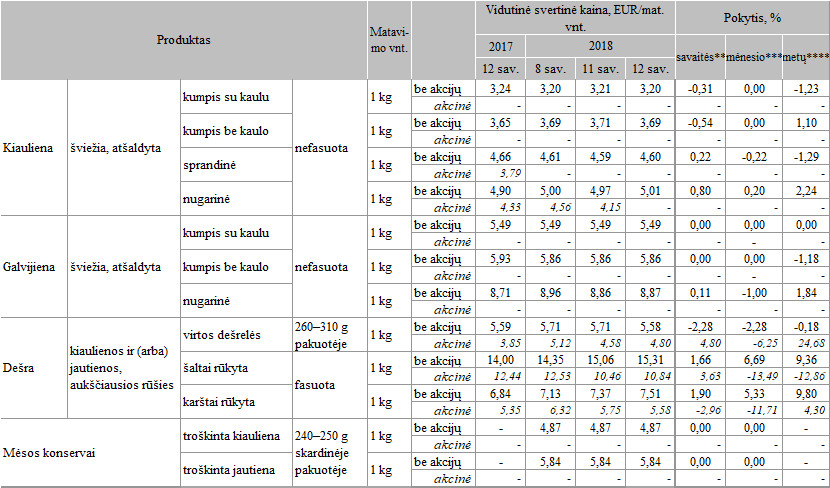 Produktas Matavi-mo vnt. Vidutinė svertinė kaina, EUR/mat. vnt. Pokytis, %
2017 2018 savaitės** mėnesio*** metų****
12 sav. 8 sav. 11 sav. 12 sav.
Kiauliena šviežia, atšaldyta kumpis su kaulu nefasuota 1 kg be akcijų 3,24 3,20 3,21 3,20 -0,31 0,00 -1,23
akcinė - - - - - - -
kumpis be kaulo 1 kg be akcijų 3,65 3,69 3,71 3,69 -0,54 0,00 1,10
akcinė - - - - - - -
sprandinė 1 kg be akcijų 4,66 4,61 4,59 4,60 0,22 -0,22 -1,29
akcinė 3,79 - - - - - -
nugarinė 1 kg be akcijų 4,90 5,00 4,97 5,01 0,80 0,20 2,24
akcinė 4,33 4,56 4,15 - - - -
Galvijiena šviežia, atšaldyta kumpis su kaulu nefasuota 1 kg be akcijų 5,49 5,49 5,49 5,49 0,00 0,00 0,00
akcinė - - - - - - -
kumpis be kaulo 1 kg be akcijų 5,93 5,86 5,86 5,86 0,00 0,00 -1,18
akcinė - - - - - - -
nugarinė 1 kg be akcijų 8,71 8,96 8,86 8,87 0,11 -1,00 1,84
akcinė - - - - - - -
Dešra kiaulienos ir (arba) jautienos, aukščiausios rūšies virtos dešrelės 260–310 g pakuotėje 1 kg be akcijų 5,59 5,71 5,71 5,58 -2,28 -2,28 -0,18
akcinė 3,85 5,12 4,58 4,80 4,80 -6,25 24,68
šaltai rūkyta fasuota 1 kg be akcijų 14,00 14,35 15,06 15,31 1,66 6,69 9,36
akcinė 12,44 12,53 10,46 10,84 3,63 -13,49 -12,86
karštai rūkyta 1 kg be akcijų 6,84 7,13 7,37 7,51 1,90 5,33 9,80
akcinė 5,35 6,32 5,75 5,58 -2,96 -11,71 4,30
Mėsos konservai troškinta kiauliena 240–250 g skardinėje pakuotėje 1 kg be akcijų - 4,87 4,87 4,87 0,00 0,00 -
akcinė - - - - - - -
troškinta jautiena 1 kg be akcijų - 5,84 5,84 5,84 0,00 0,00 -
akcinė - - - - - - -